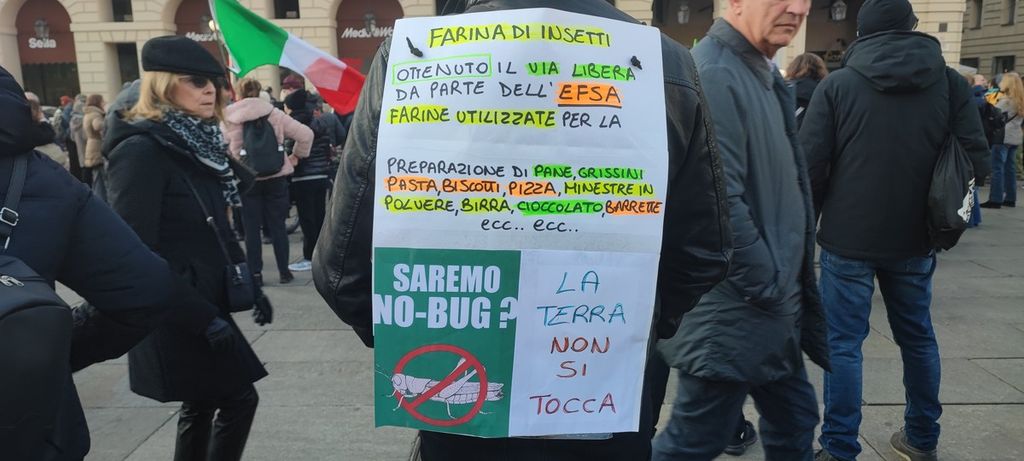 FARINA DI INSETTI
OTTENUTO IL VIA LIBERA
DA PARTE DELL'EFSA
FARINE UTILIZZATE PER LA
PREPARAZIONE DI PANE, GRISSINI
PASTA, BISCOTTI, PIZZA, MINESTRE IN
POLVERE, BIRRA, CIOCCOLATO, BARRETTE
ecc.. ecc..
SAREMO
NO-BUG?
LA
TERRA
NON
SI
TOCCA